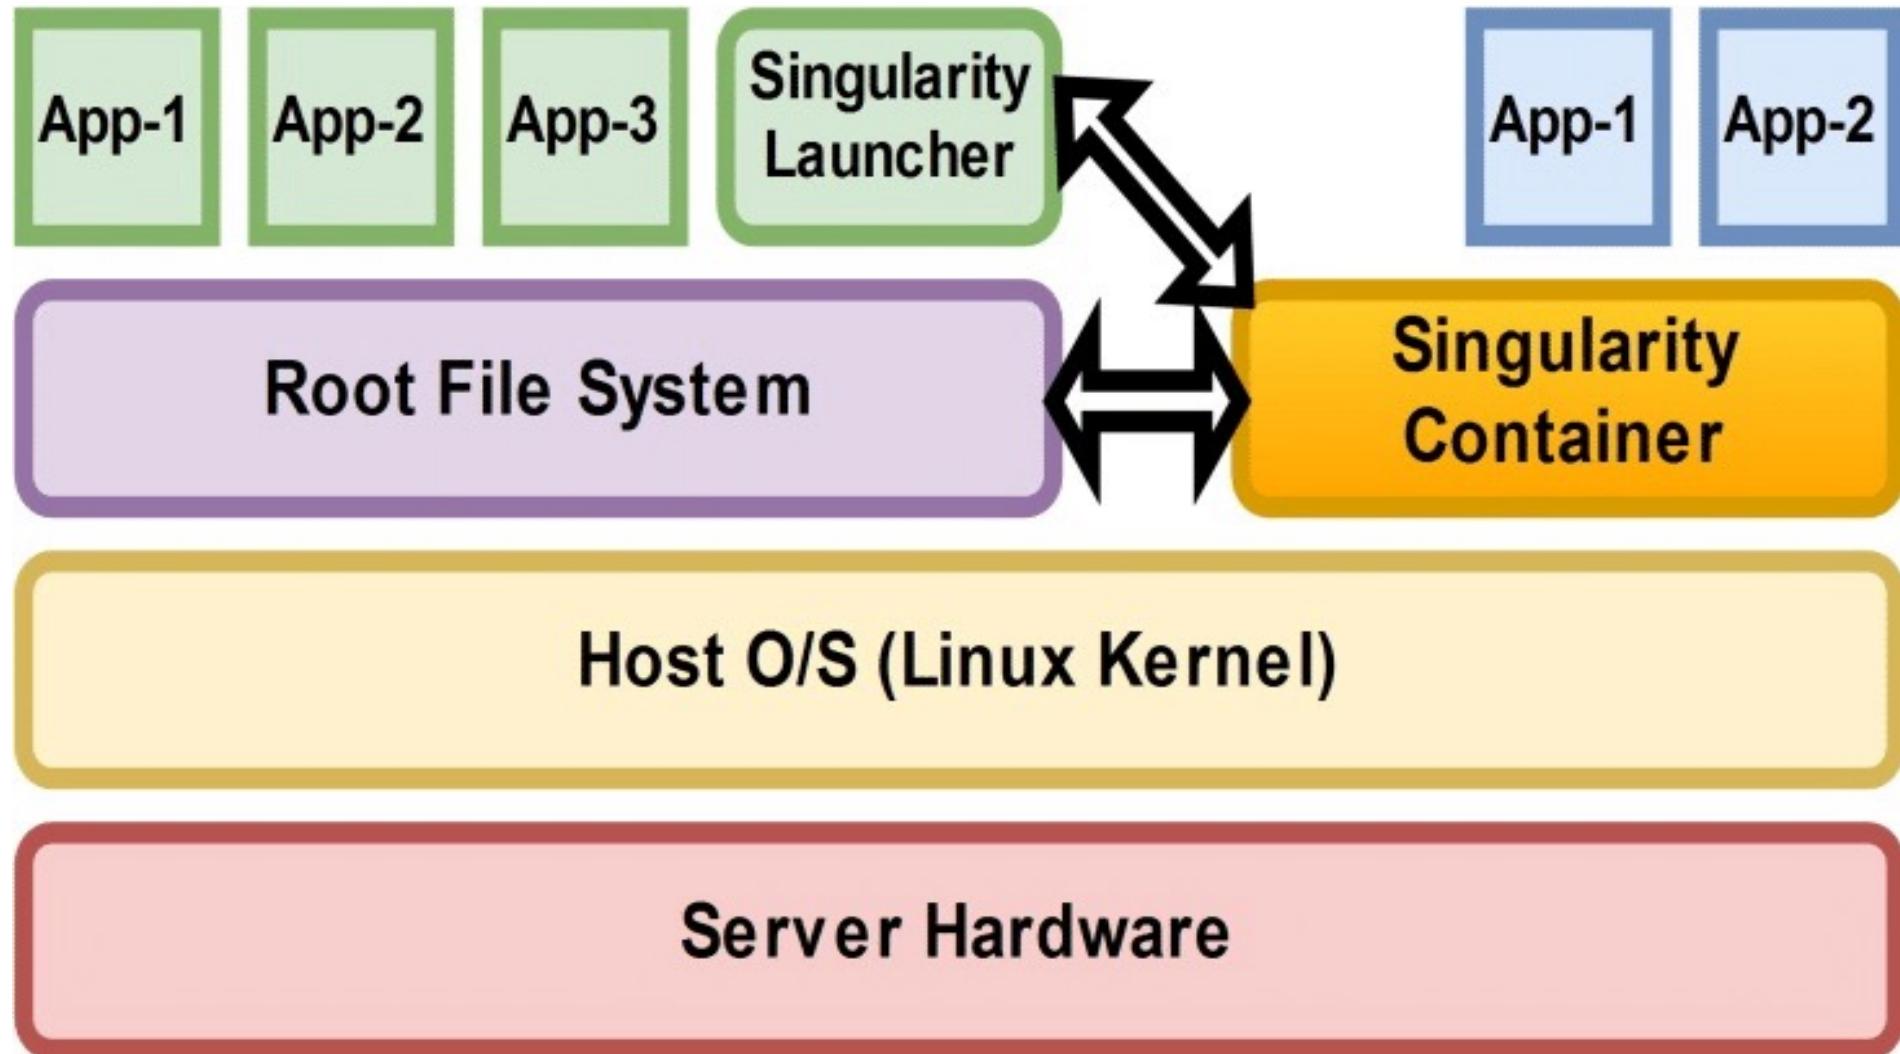 App-1
App-2
App-3
Singularity
Launcher
App-1
App-2
Root File System
Singularity
Container
Host O/S (Linux Kernel)
Server Hardware